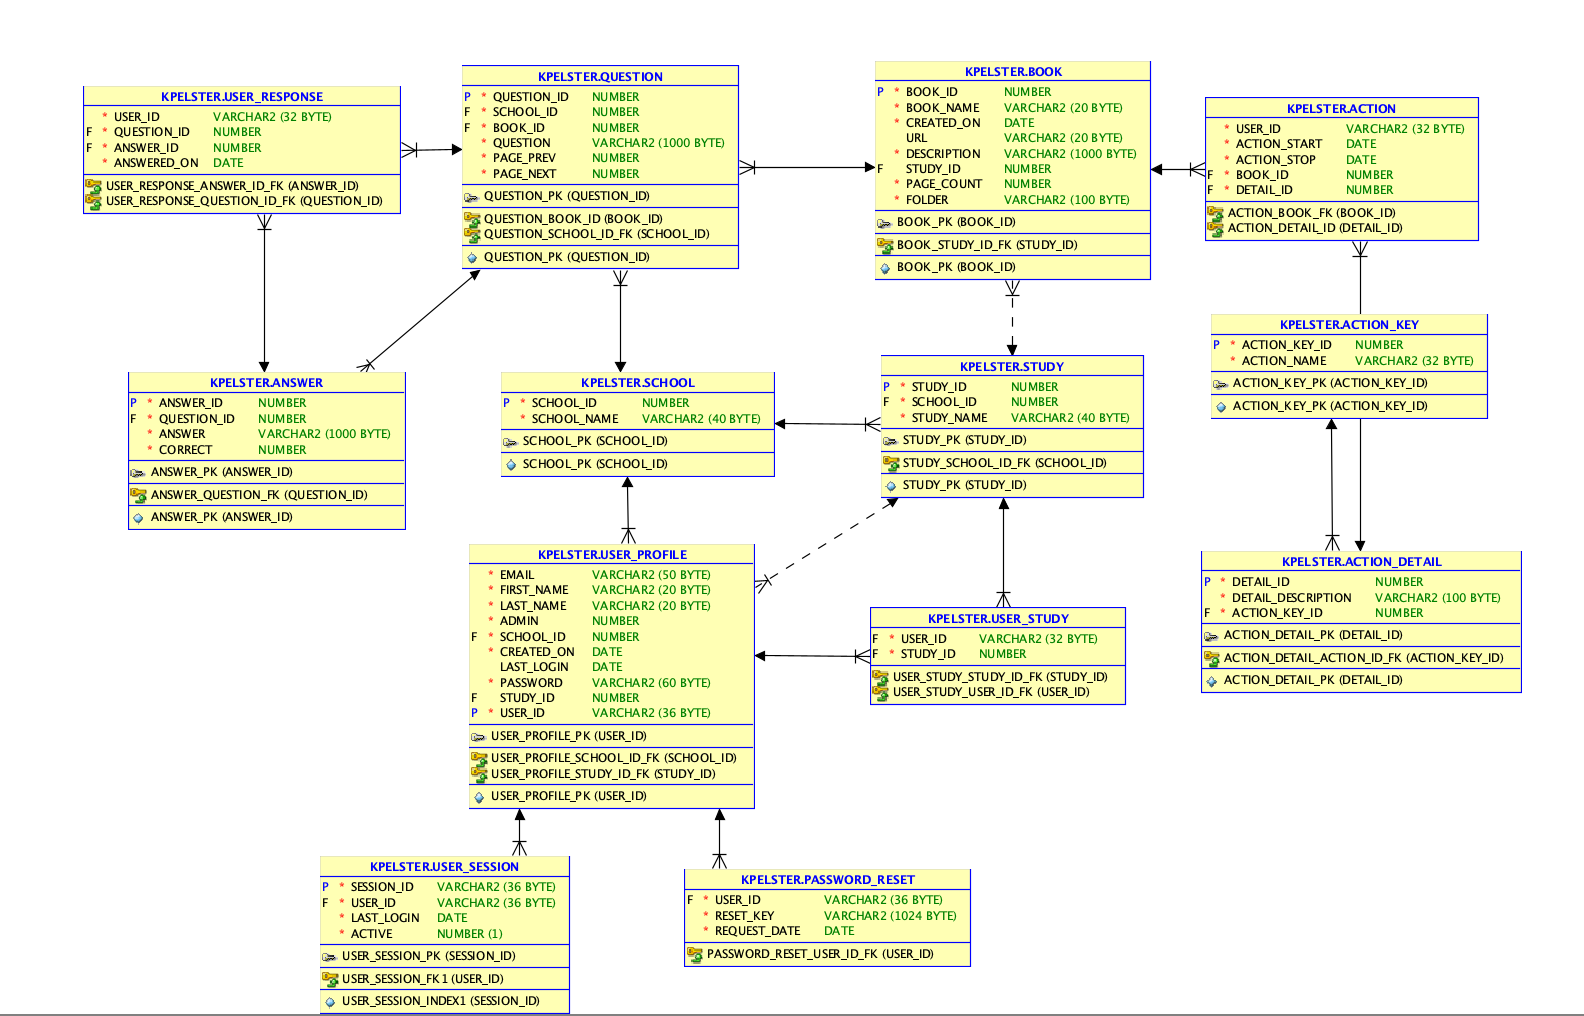 KPELSTER.USER_RESPONSE
* USER_ID VARCHAR2 (32 BYTE)
F * QUESTION_ID NUMBER
F * ANSWER_ID NUMBER
* ANSWERED_ON DATE
USER_RESPONSE_ANSWER_ID_FK (ANSWER_ID)
USER_RESPONSE_QUESTION_ID_FK (QUESTION_ID)
KPELSTER.QUESTION
P * QUESTION_ID NUMBER
F * SCHOOL_ID NUMBER
F * BOOK_ID NUMBER
* QUESTION VARCHAR2 (1000 BYTE)
* PAGE_PREV NUMBER
* PAGE_NEXT NUMBER
QUESTION_PK (QUESTION_ID)
QUESTION_BOOK_ID (BOOK_ID)
QUESTION_SCHOOL_ID_FK (SCHOOL_ID)
QUESTION_PK (QUESTION_ID)
KPELSTER.BOOK
P * BOOK_ID NUMBER
* BOOK_NAME VARCHAR2 (20 BYTE)
* CREATED_ON DATE
URL VARCHAR2 (20 BYTE)
* DESCRIPTION VARCHAR2 (1000 BYTE)
F STUDY_ID NUMBER
* PAGE_COUNT NUMBER
* FOLDER VARCHAR2 (100 BYTE)
BOOK_PK (BOOK_ID)
BOOK_STUDY_ID_FK (STUDY_ID)
BOOK_PK (BOOK_ID)
KPELSTER.ACTION
* USER_ID VARCHAR2 (32 BYTE)
* ACTION_START DATE
* ACTION_STOP DATE
F * BOOK_ID NUMBER
F * DETAIL_ID NUMBER
ACTION_BOOK_FK (BOOK_ID)
ACTION_DETAIL_ID (DETAIL_ID)
KPELSTER.ACTION_KEY
P * ACTION_KEY_ID NUMBER
* ACTION_NAME VARCHAR2 (32 BYTE)
ACTION_KEY_PK (ACTION_KEY_ID)
ACTION_KEY_PK (ACTION_KEY_ID)
KPELSTER.ANSWER
P * ANSWER_ID NUMBER
F * QUESTION_ID NUMBER
* ANSWER VARCHAR2 (1000 BYTE)
* CORRECT NUMBER
ANSWER_PK (ANSWER_ID)
ANSWER_QUESTION_FK (QUESTION_ID)
ANSWER_PK (ANSWER_ID)
KPELSTER.SCHOOL
P * SCHOOL_ID NUMBER
* SCHOOL_NAME VARCHAR2 (40 BYTE)
SCHOOL_PK (SCHOOL_ID)
SCHOOL_PK (SCHOOL_ID)
KPELSTER.STUDY
P * STUDY_ID NUMBER
F * SCHOOL_ID NUMBER
* STUDY_NAME VARCHAR2 (40 BYTE)
STUDY_PK (STUDY_ID)
STUDY_SCHOOL_ID_FK (SCHOOL_ID)
STUDY_PK (STUDY_ID)
KPELSTER.USER_PROFILE
* EMAIL VARCHAR2 (50 BYTE)
* FIRST_NAME VARCHAR2 (20 BYTE)
* LAST_NAME VARCHAR2 (20 BYTE)
* ADMIN NUMBER
F * SCHOOL_ID NUMBER
* CREATED_ON DATE
LAST_LOGIN DATE
* PASSWORD VARCHAR2 (60 BYTE)
F STUDY_ID NUMBER
P * USER_ID VARCHAR2 (36 BYTE)
USER_PROFILE_PK (USER_ID)
USER_PROFILE_SCHOOL_ID_FK (SCHOOL_ID)
USER_PROFILE_STUDY_ID_FK (STUDY_ID)
USER_PROFILE_PK (USER_ID)
KPELSTER.USER_STUDY
F * USER_ID VARCHAR2 (32 BYTE)
F * STUDY_ID NUMBER
USER_STUDY_STUDY_ID_FK (STUDY_ID)
USER_STUDY_USER_ID_FK (USER_ID)
KPELSTER.ACTION_DETAIL
P * DETAIL_ID NUMBER
* DETAIL_DESCRIPTION VARCHAR2 (100 BYTE)
F * ACTION_KEY_ID NUMBER
ACTION_DETAIL_PK (DETAIL_ID)
ACTION_DETAIL_ACTION_ID_FK (ACTION_KEY_ID)
ACTION_DETAIL_PK (DETAIL_ID)
KPELSTER.USER_SESSION
P * SESSION_ID VARCHAR2 (36 BYTE)
F * USER_ID VARCHAR2 (36 BYTE)
* LAST_LOGIN DATE
* ACTIVE NUMBER (1)
USER_SESSION_PK (SESSION_ID)
USER_SESSION_FK1 (USER_ID)
USER_SESSION_INDEX1 (SESSION_ID)
KPELSTER.PASSWORD_RESET
F * USER_ID VARCHAR2 (36 BYTE)
* RESET_KEY VARCHAR2 (1024 BYTE)
* REQUEST_DATE DATE
PASSWORD_RESET_USER_ID_FK (USER_ID)